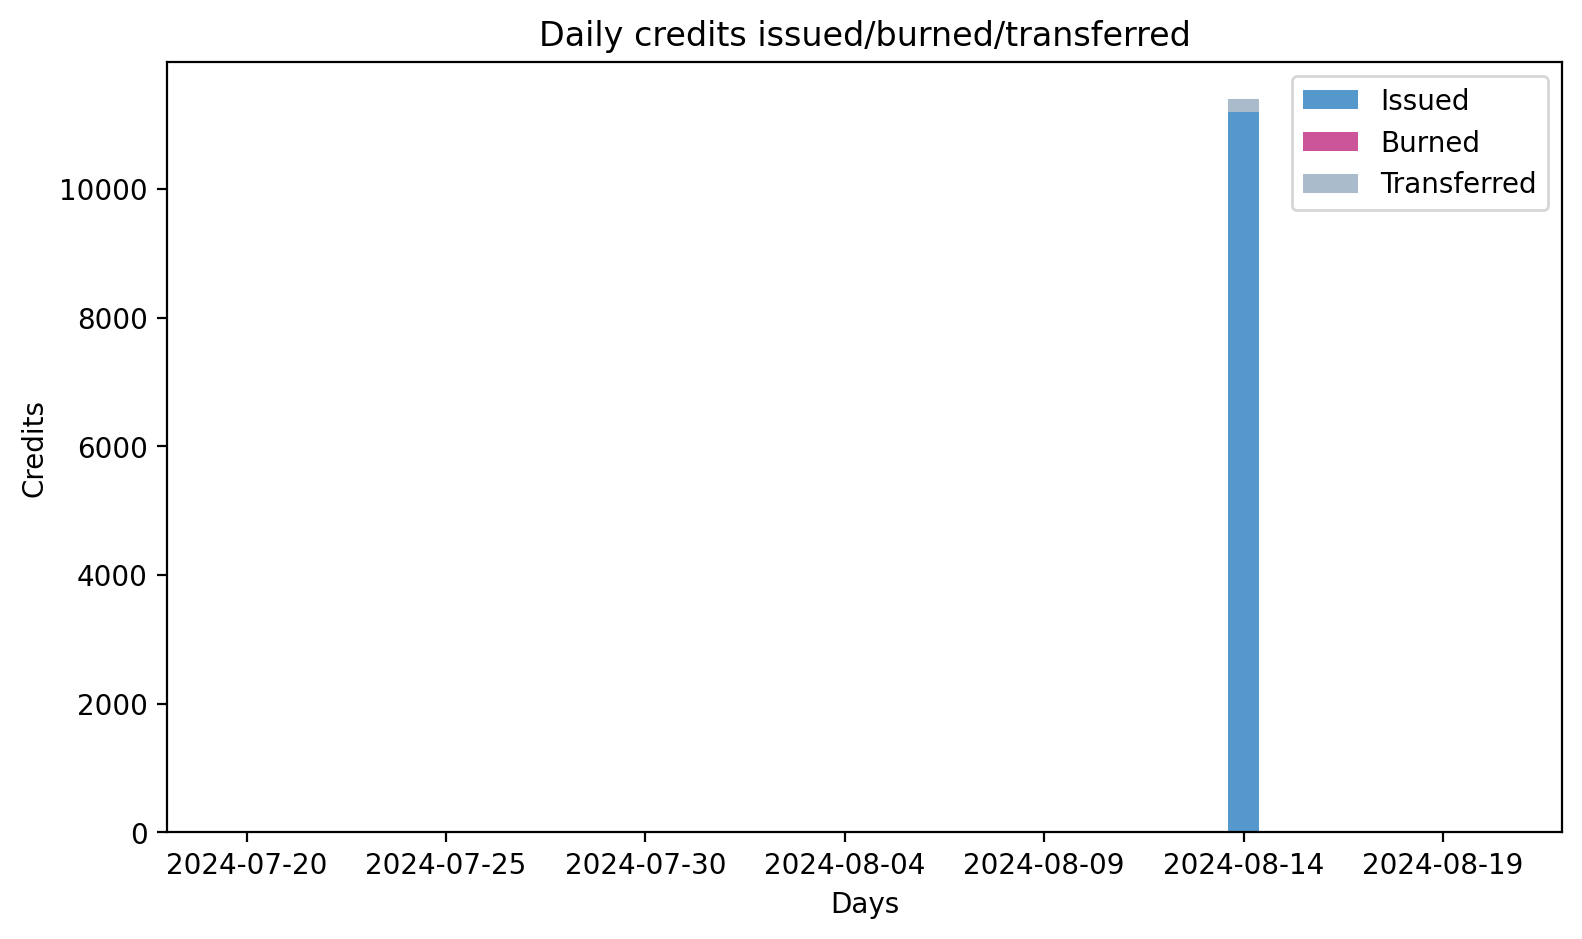 Daily credits issued/burned/transferred
Issued
Burned
Transferred
10000
8000
6000
4000
2000
0
Credits
2024-07-20 2024-07-25 2024-07-30 2024-08-04 2024-08-09 2024-08-14 2024-08-19
Days